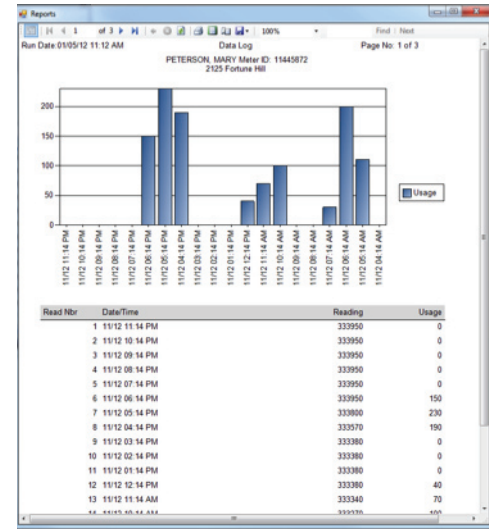 Reports
1 of 3 100% Find | Next
Run Date:01/05/12 11:12 AM Data Log Page No: 1 of 3
PETERSON, MARY Meter ID: 11445872
2125 Fortune Hill
200
150
100
50
0
Usage
11/12 11:14 PM
11/12 10:14 PM
11/12 09:14 PM
11/12 08:14 PM
11/12 07:14 PM
11/12 06:14 PM
11/12 05:14 PM
11/12 04:14 PM
11/12 03:14 PM
11/12 02:14 PM
11/12 01:14 PM
11/12 12:14 PM
11/12 11:14 AM
11/12 10:14 AM
11/12 09:14 AM
11/12 08:14 AM
11/12 07:14 AM
11/12 06:14 AM
11/12 05:14 AM
11/12 04:14 AM
Read Nbr Date/Time Reading Usage
1 11/12 11:14 PM 333950 0
2 11/12 10:14 PM 333950 0
3 11/12 09:14 PM 333950 0
4 11/12 08:14 PM 333950 0
5 11/12 07:14 PM 333950 0
6 11/12 06:14 PM 333950 150
7 11/12 05:14 PM 333800 230
8 11/12 04:14 PM 333570 190
9 11/12 03:14 PM 333380 0
10 11/12 02:14 PM 333380 0
11 11/12 01:14 PM 333380 0
12 11/12 12:14 PM 333380 40
13 11/12 11:14 AM 333340 70
14 11/12 10:14 AM 333270 100